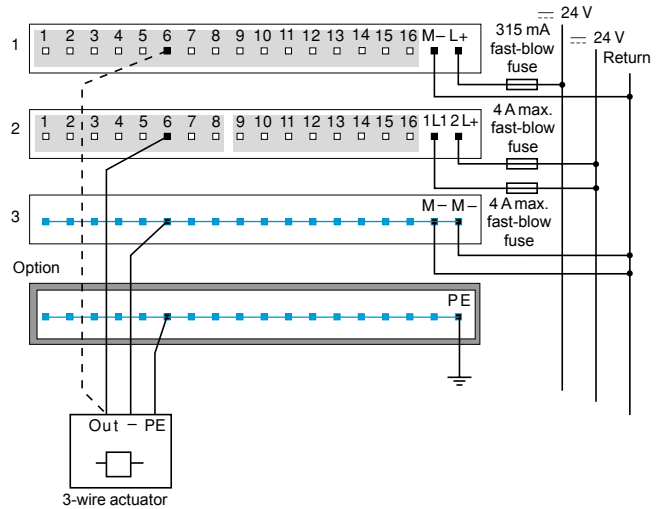 ⎓ 24 V
1 1 2 3 4 5 6 7 8 9 10 11 12 13 14 15 16 M− L+
315 mA
fast-blow
fuse
⎓ 24 V
Return
2 1 2 3 4 5 6 7 8 9 10 11 12 13 14 15 16 1L1 2L+
4 A max.
fast-blow
fuse
3 M− M−
4 A max.
fast-blow
fuse
Option
PE
Out − PE
3-wire actuator